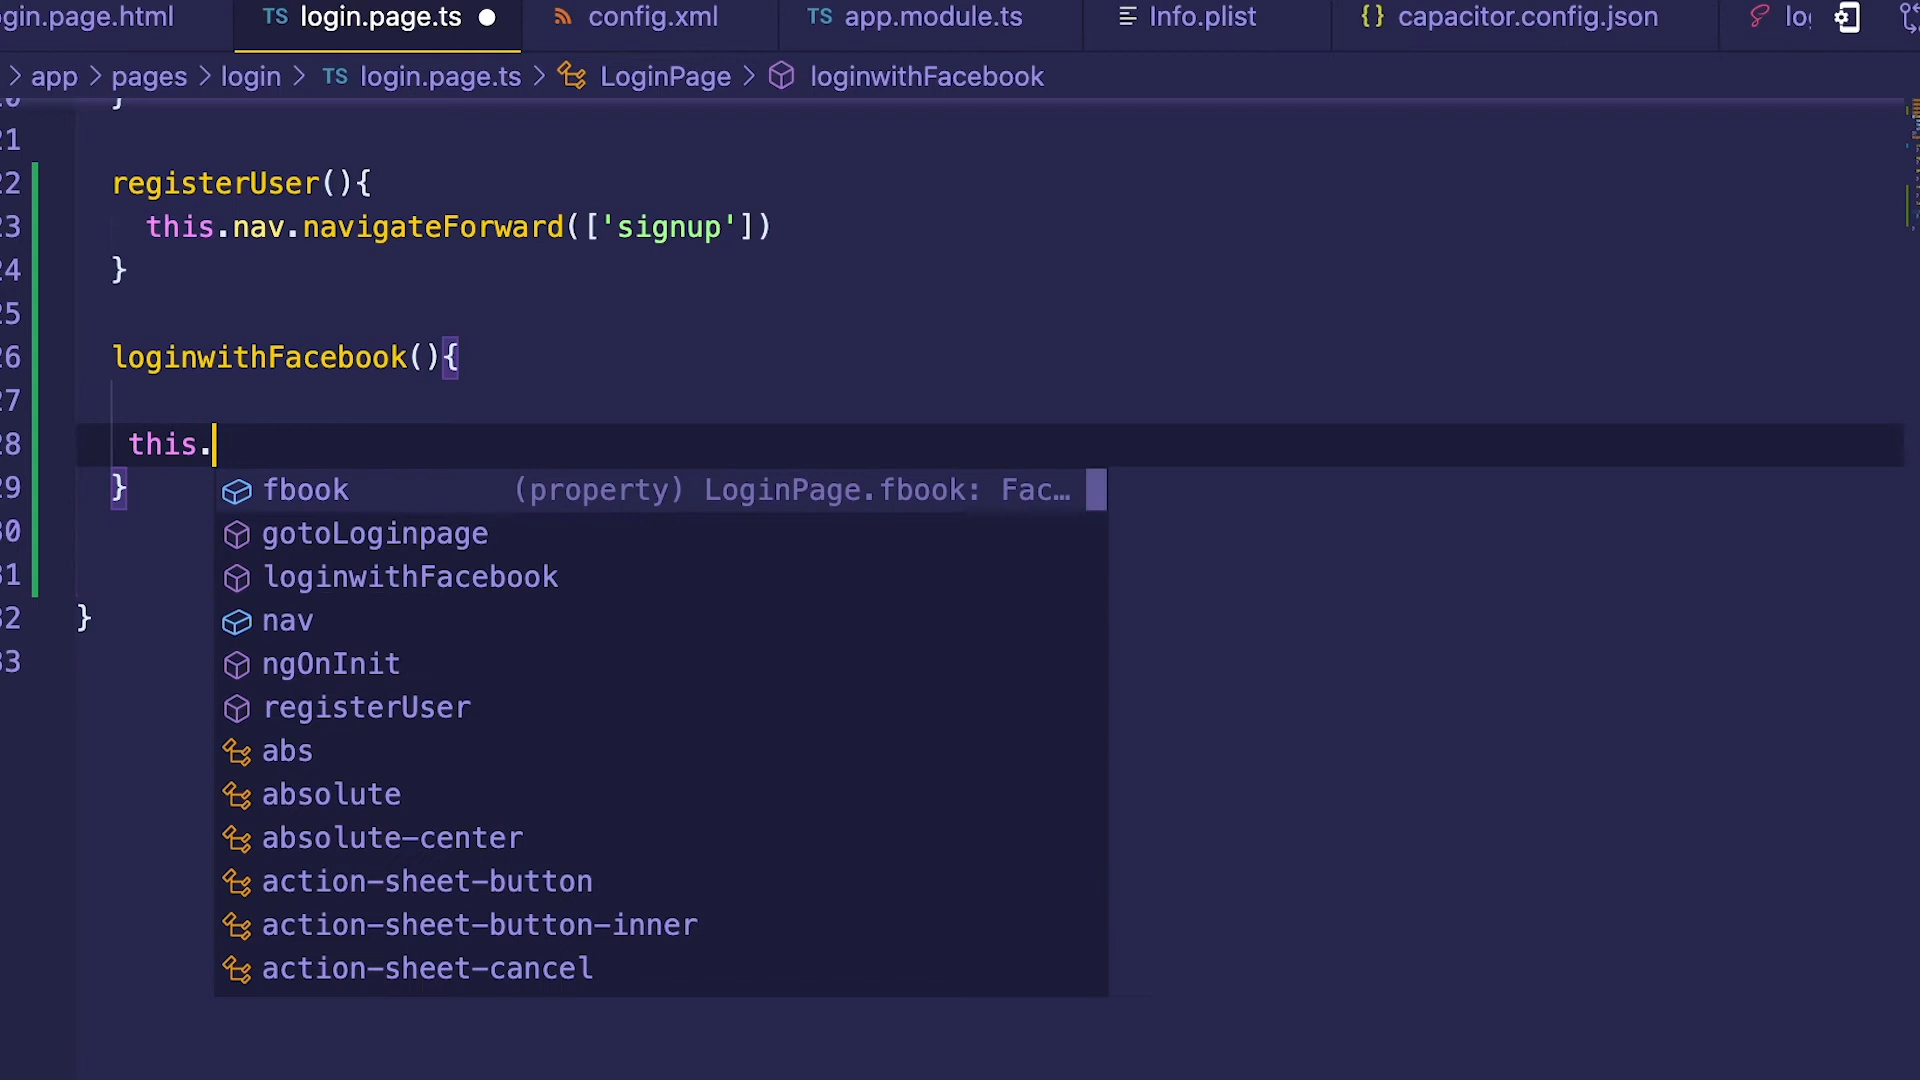 gin.page.html TS login.page.ts config.xml TS app.module.ts Info.plist {} capacitor.config.json
> app > pages > login > TS login.page.ts > LoginPage > loginwithFacebook
}
21
22 registerUser(){
23 this.nav.navigateForward(['signup'])
24 }
25
26 loginwithFacebook(){
27
28 this.
29 }
30
31
32 }
33
fbook (property) LoginPage.fbook: Fac…
gotoLoginpage
loginwithFacebook
nav
ngOnInit
registerUser
abs
absolute
absolute-center
action-sheet-button
action-sheet-button-inner
action-sheet-cancel